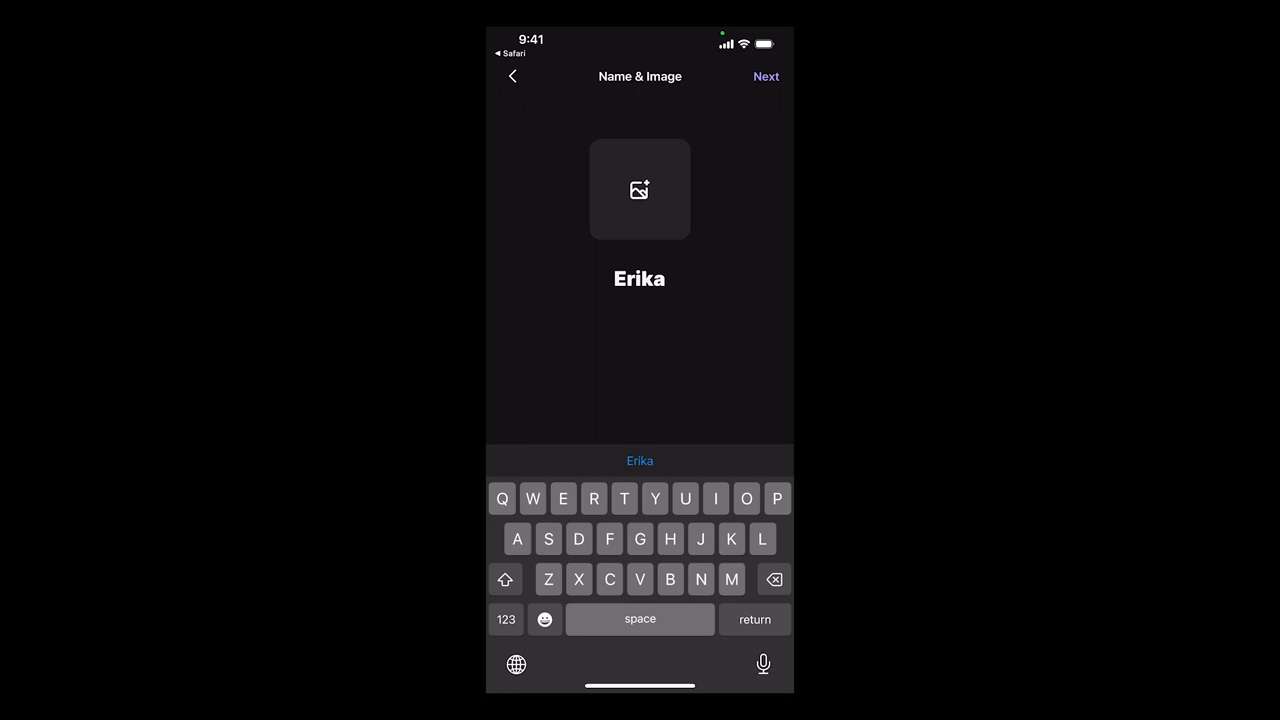 9:41
◀ Safari
Name & Image
Next
Erika
Erika
Q W E R T Y U I O P
A S D F G H J K L
Z X C V B N M
123 space return